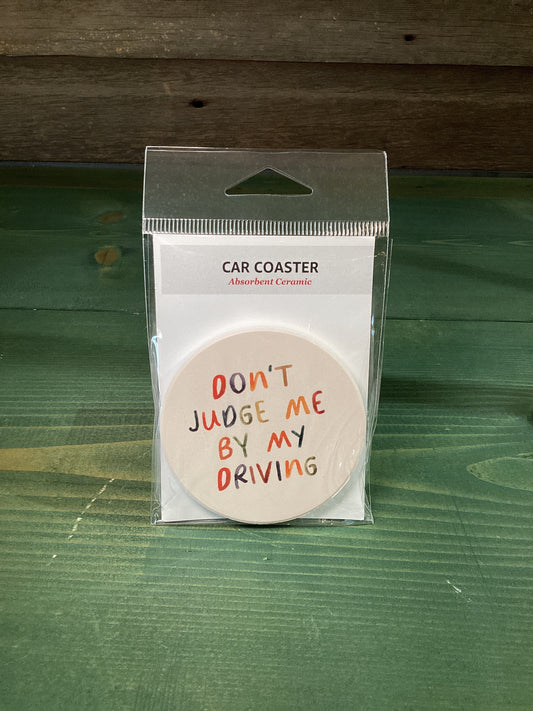 CAR COASTER
Absorbent Ceramic
DON'T
JUDGE ME
BY MY
DRIVING